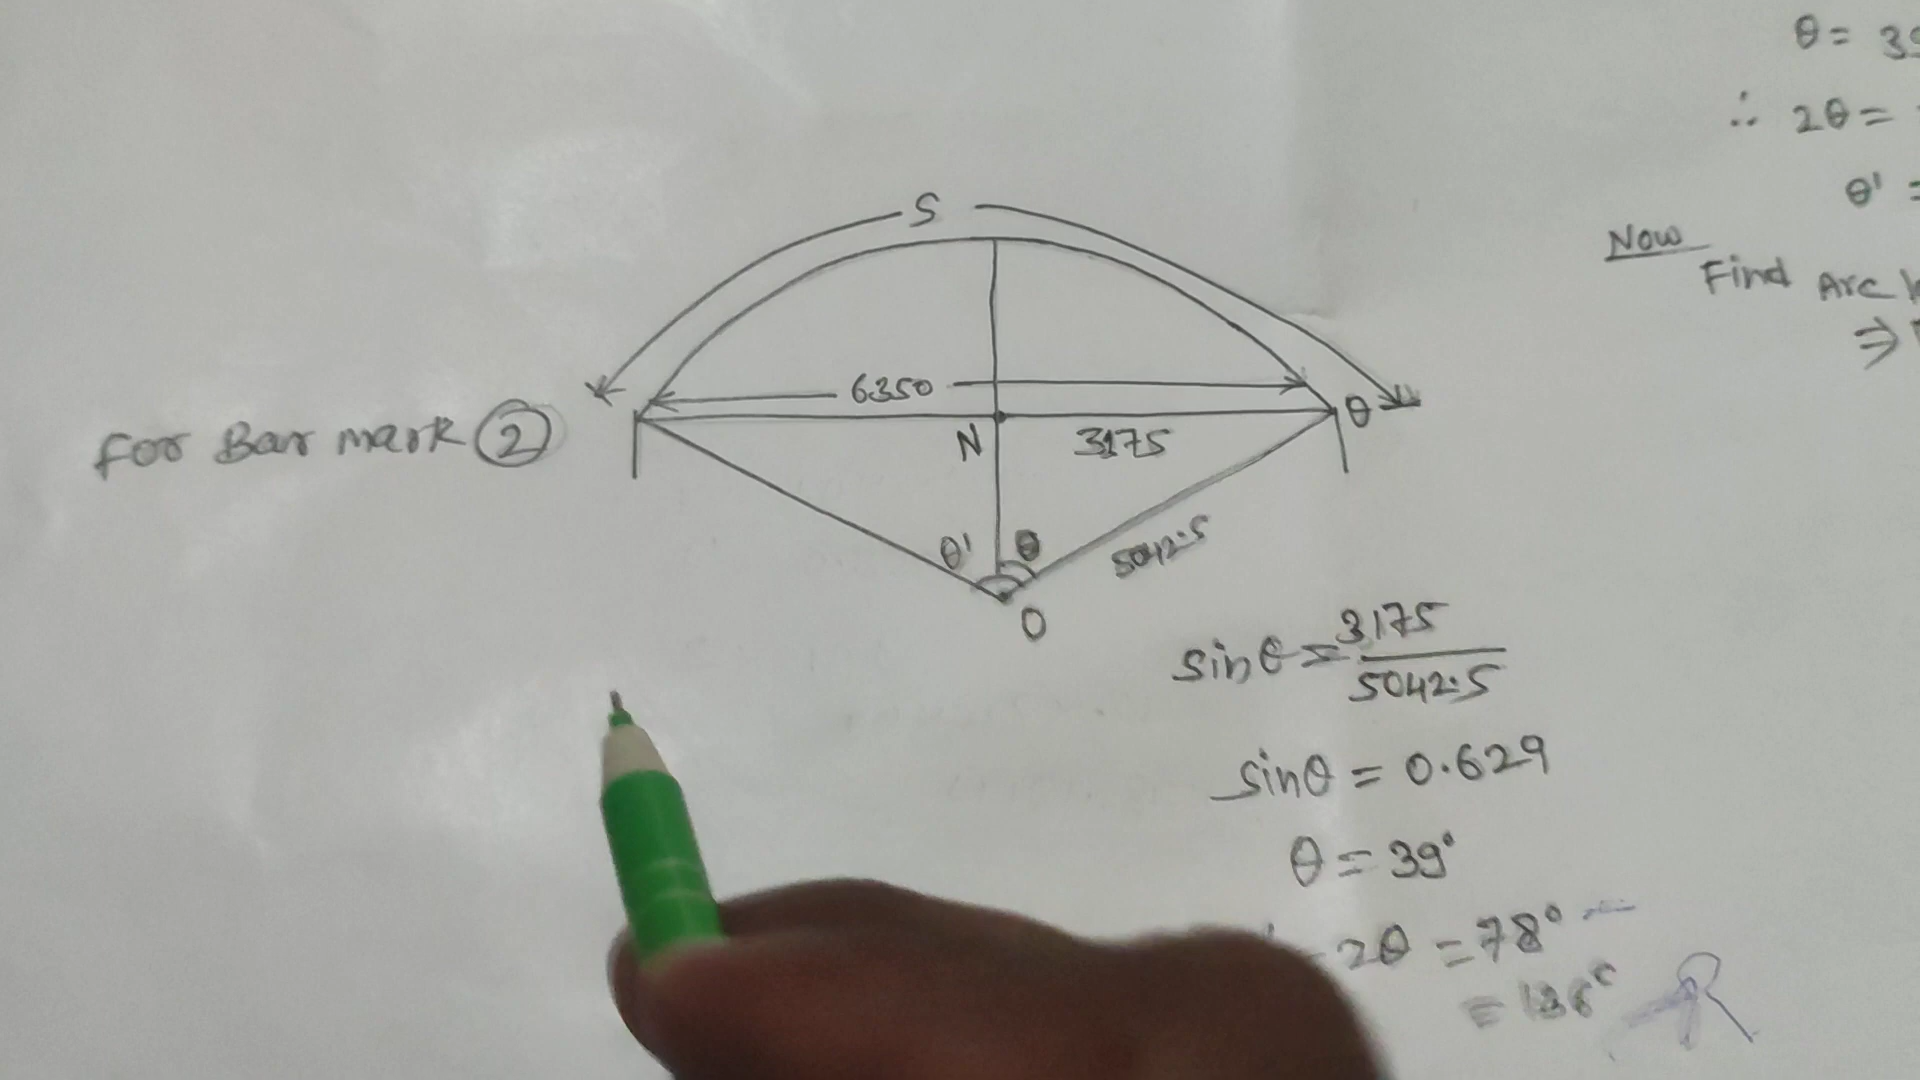 θ = 39
∴ 2θ =
θ' =
Now
Find Arc
⇒
S
6350
For Bar mark ②
N
3175
θ
θ'
θ
5042.5
O
sinθ = 3175/5042.5
sinθ = 0.629
θ = 39°
2θ = 78°